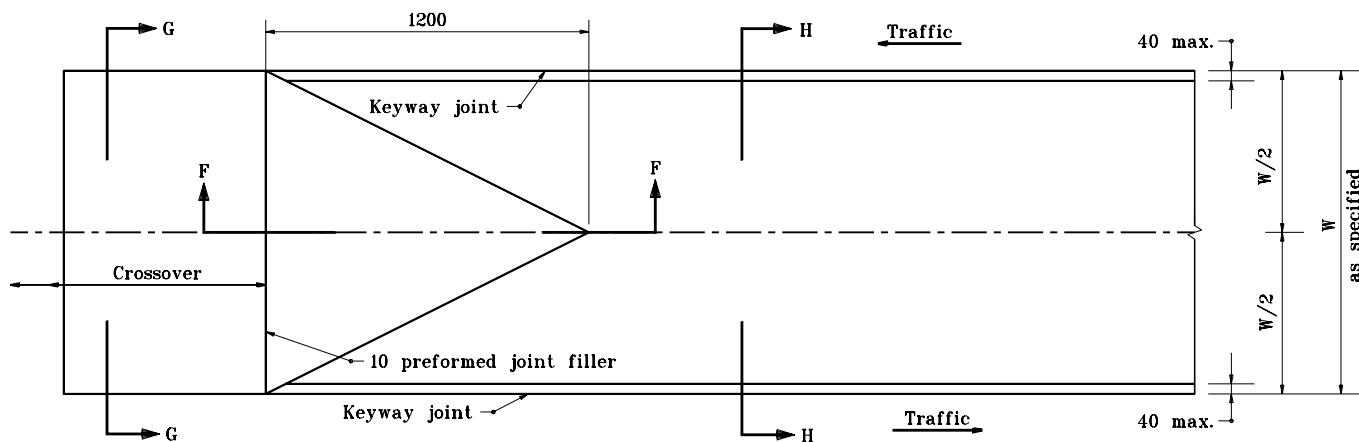 G
1200
H
Traffic
40 max.
Keyway joint
F
F
W/2
W
as specified
Crossover
W/2
10 preformed joint filler
Keyway joint
G
H
Traffic
40 max.